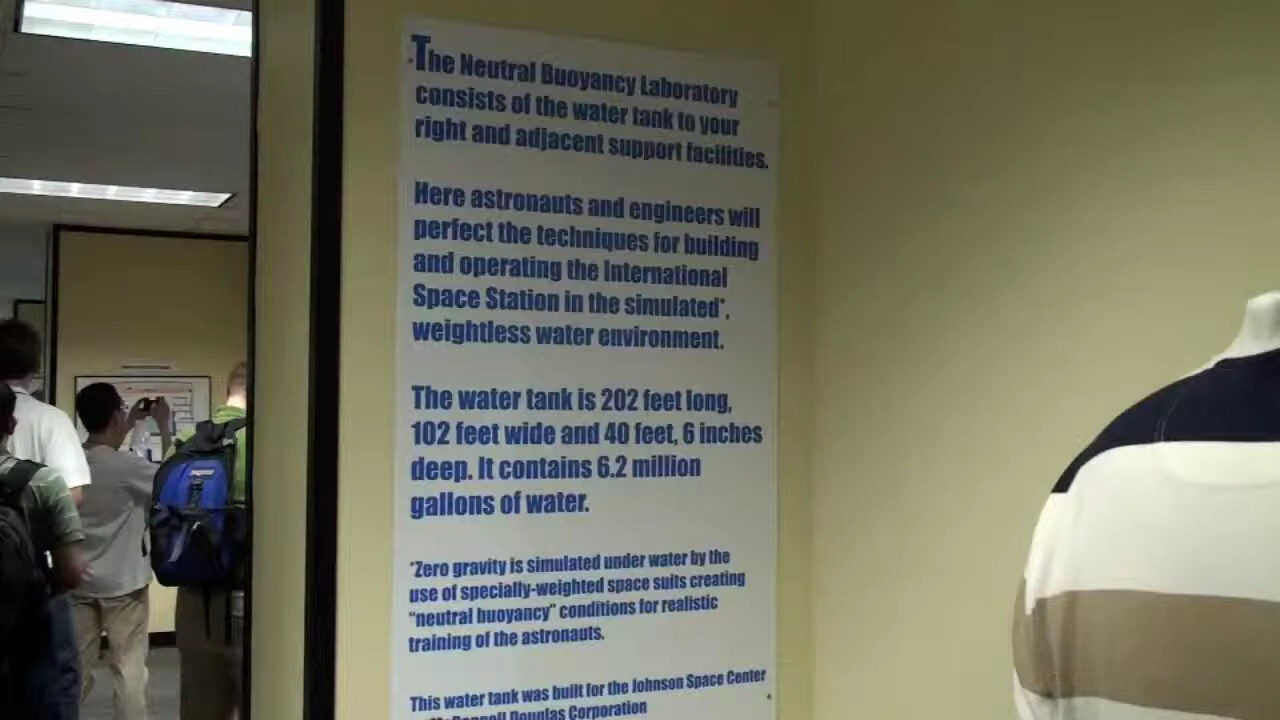 The Neutral Buoyancy Laboratory
consists of the water tank to your
right and adjacent support facilities.
Here astronauts and engineers will
perfect the techniques for building
and operating the International
Space Station in the simulated*,
weightless water environment.
The water tank is 202 feet long,
102 feet wide and 40 feet, 6 inches
deep. It contains 6.2 million
gallons of water.
*Zero gravity is simulated under water by the
use of specially-weighted space suits creating
"neutral buoyancy" conditions for realistic
training of the astronauts.
This water tank was built for the Johnson Space Center
McDonnell Douglas Corporation